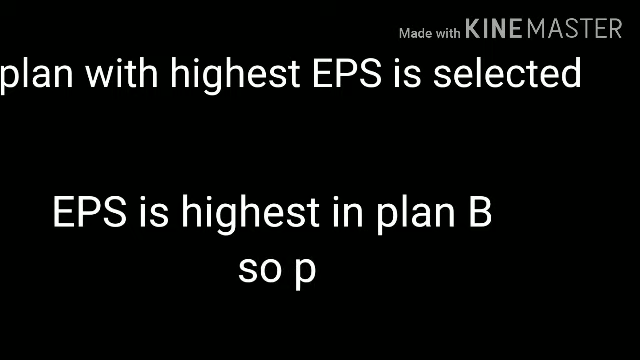 Made with KINEMASTER
plan with highest EPS is selected
EPS is highest in plan B
so p